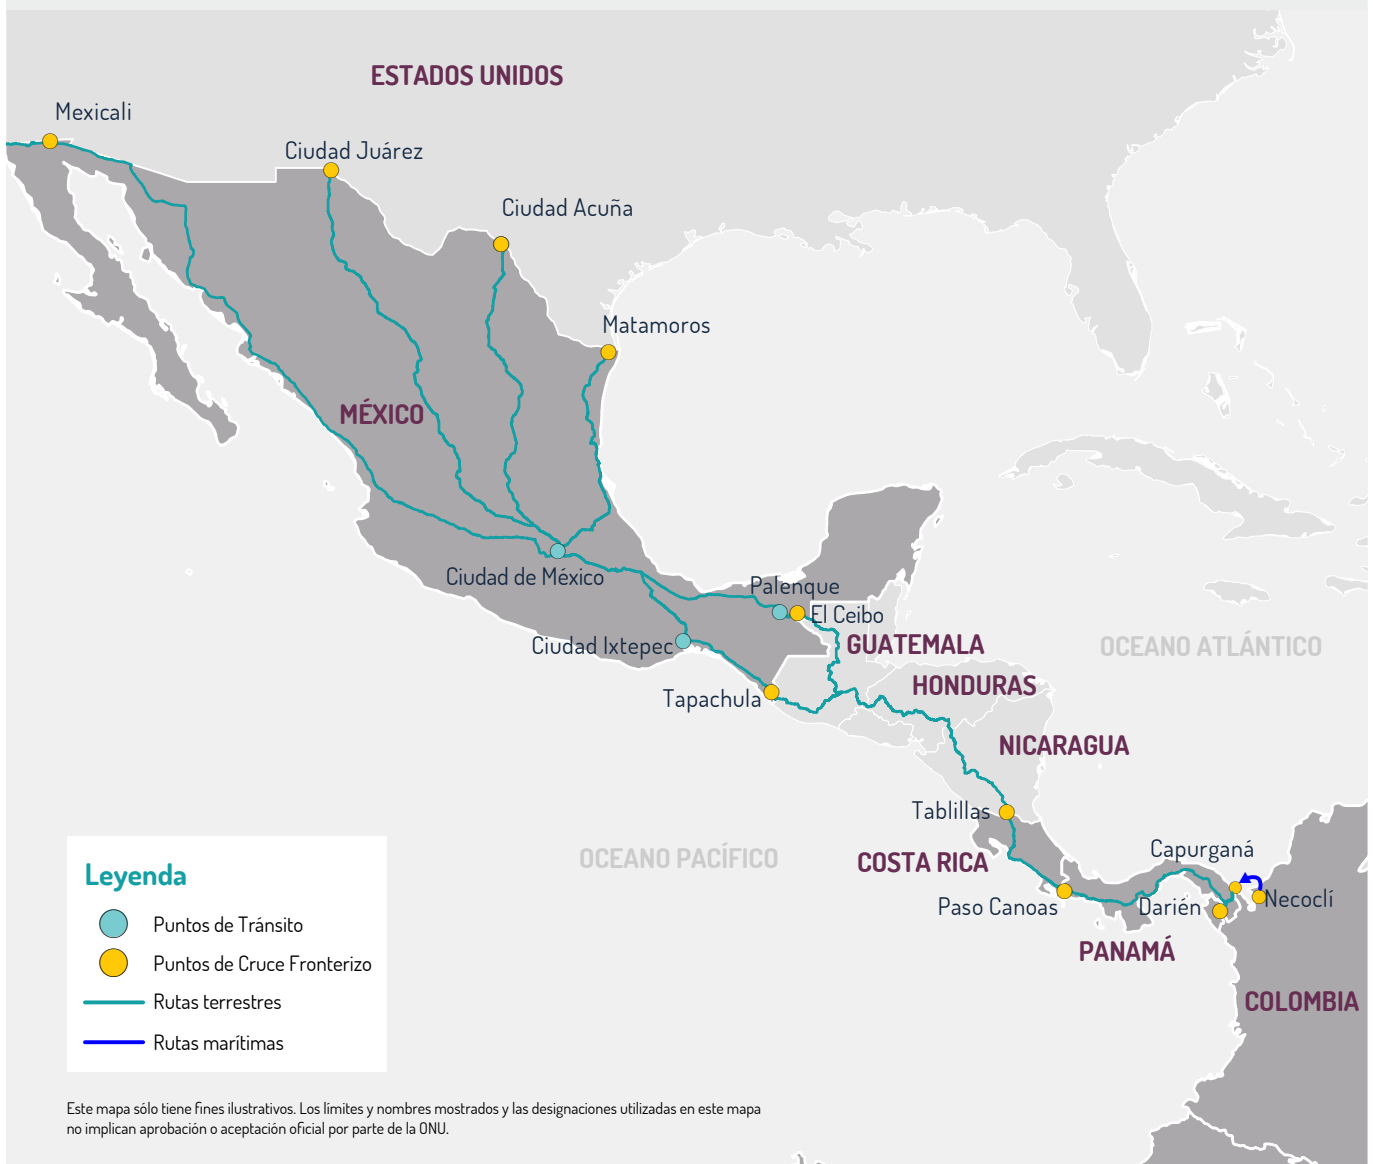 ESTADOS UNIDOS
Mexicali
Ciudad Juárez
Ciudad Acuña
Matamoros
MÉXICO
Ciudad de México
Palenque
El Ceibo
Ciudad Ixtepec
GUATEMALA
OCEANO ATLÁNTICO
HONDURAS
Tapachula
NICARAGUA
Tablillas
Capurganá
OCEANO PACÍFICO
COSTA RICA
Paso Canoas
Darién
Necoclí
PANAMÁ
COLOMBIA
Leyenda
Puntos de Tránsito
Puntos de Cruce Fronterizo
Rutas terrestres
Rutas marítimas
Este mapa sólo tiene fines ilustrativos. Los límites y nombres mostrados y las designaciones utilizadas en este mapa
no implican aprobación o aceptación oficial por parte de la ONU.